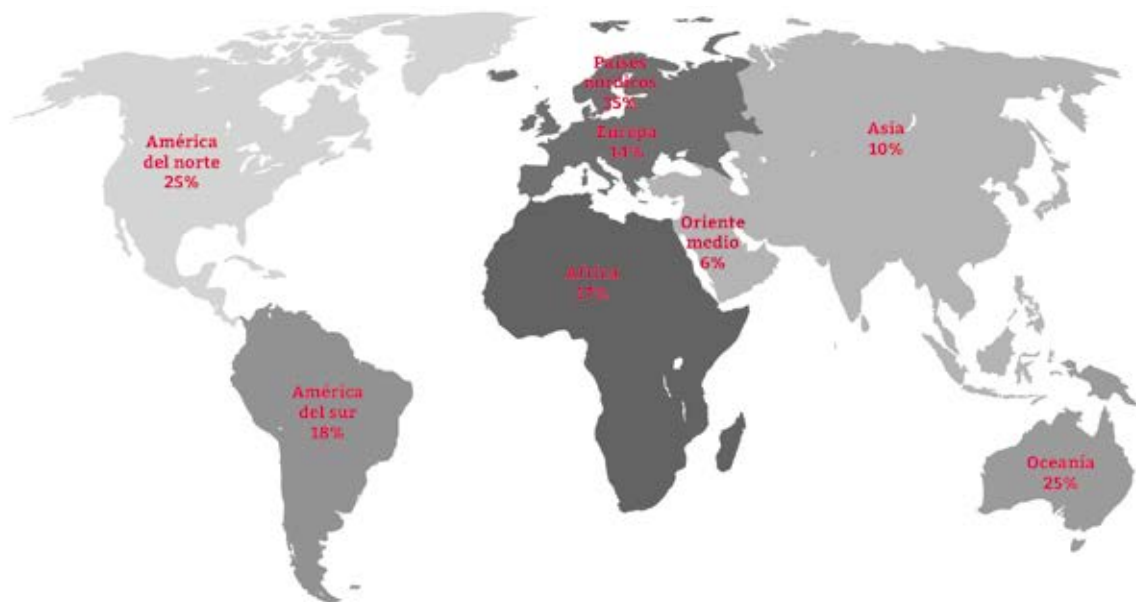 Países
nórdicos
35%
Europa
14%
América
del norte
25%
Asia
10%
Oriente
medio
6%
Africa
17%
América
del sur
18%
Oceanía
25%